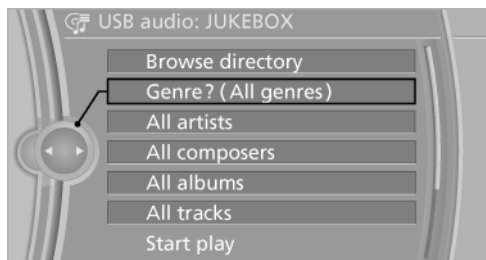 USB audio: JUKEBOX
Browse directory
Genre? (All genres)
All artists
All composers
All albums
All tracks
Start play